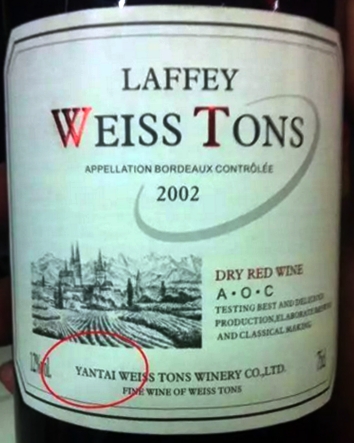 LAFFEY
WEISS TONS
APPELLATION BORDEAUX CONTRÔLÉE
2002
DRY RED WINE
A·O·C
TESTING BEST AND
PRODUCTION,ELABORATE
AND CLASSICAL MAKING
YANTAI WEISS TONS WINERY CO.,LTD.
FINE WINE OF WEISS TONS